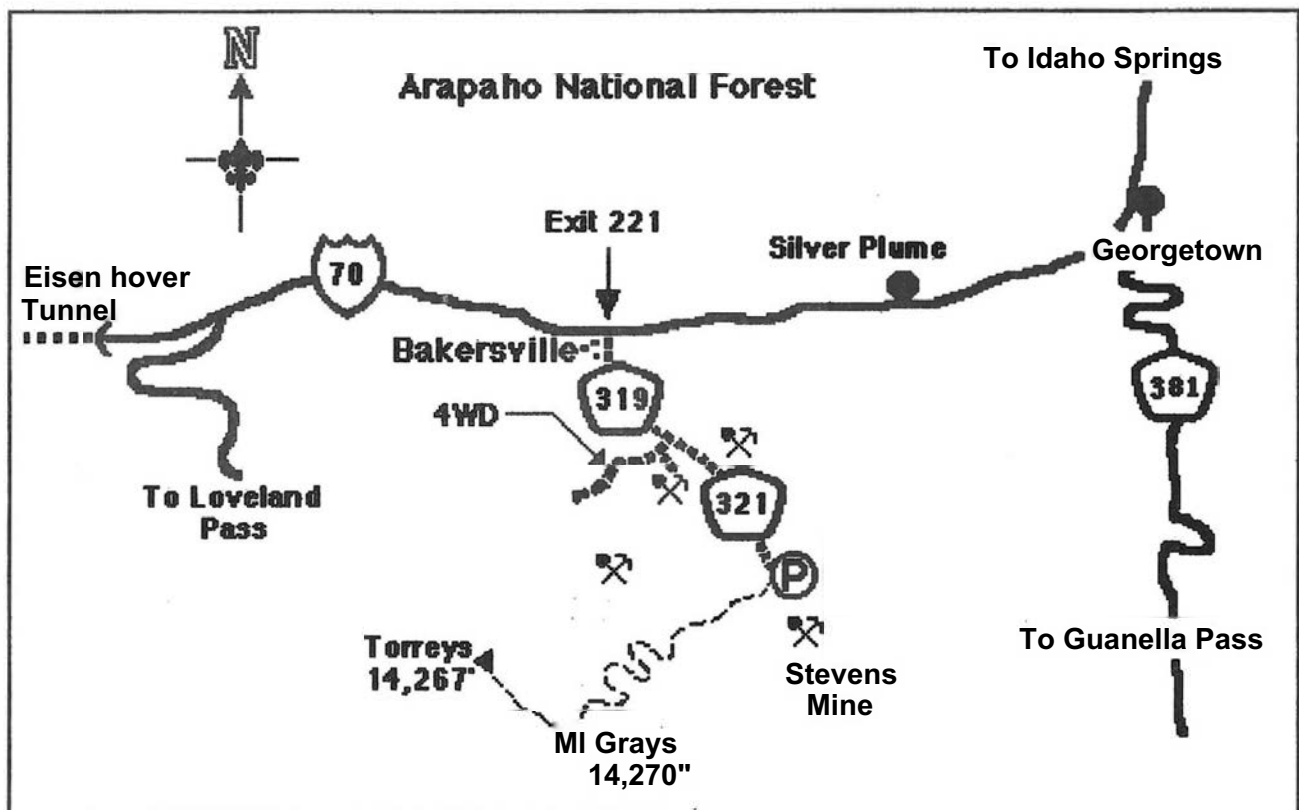 N
To Idaho Springs
Arapaho National Forest
Exit 221
Silver Plume
Georgetown
70
Eisen hover
Tunnel
Bakersville
319
381
4WD
321
To Loveland
Pass
P
Torreys
14,267'
To Guanella Pass
Stevens
Mine
MI Grays
14,270"